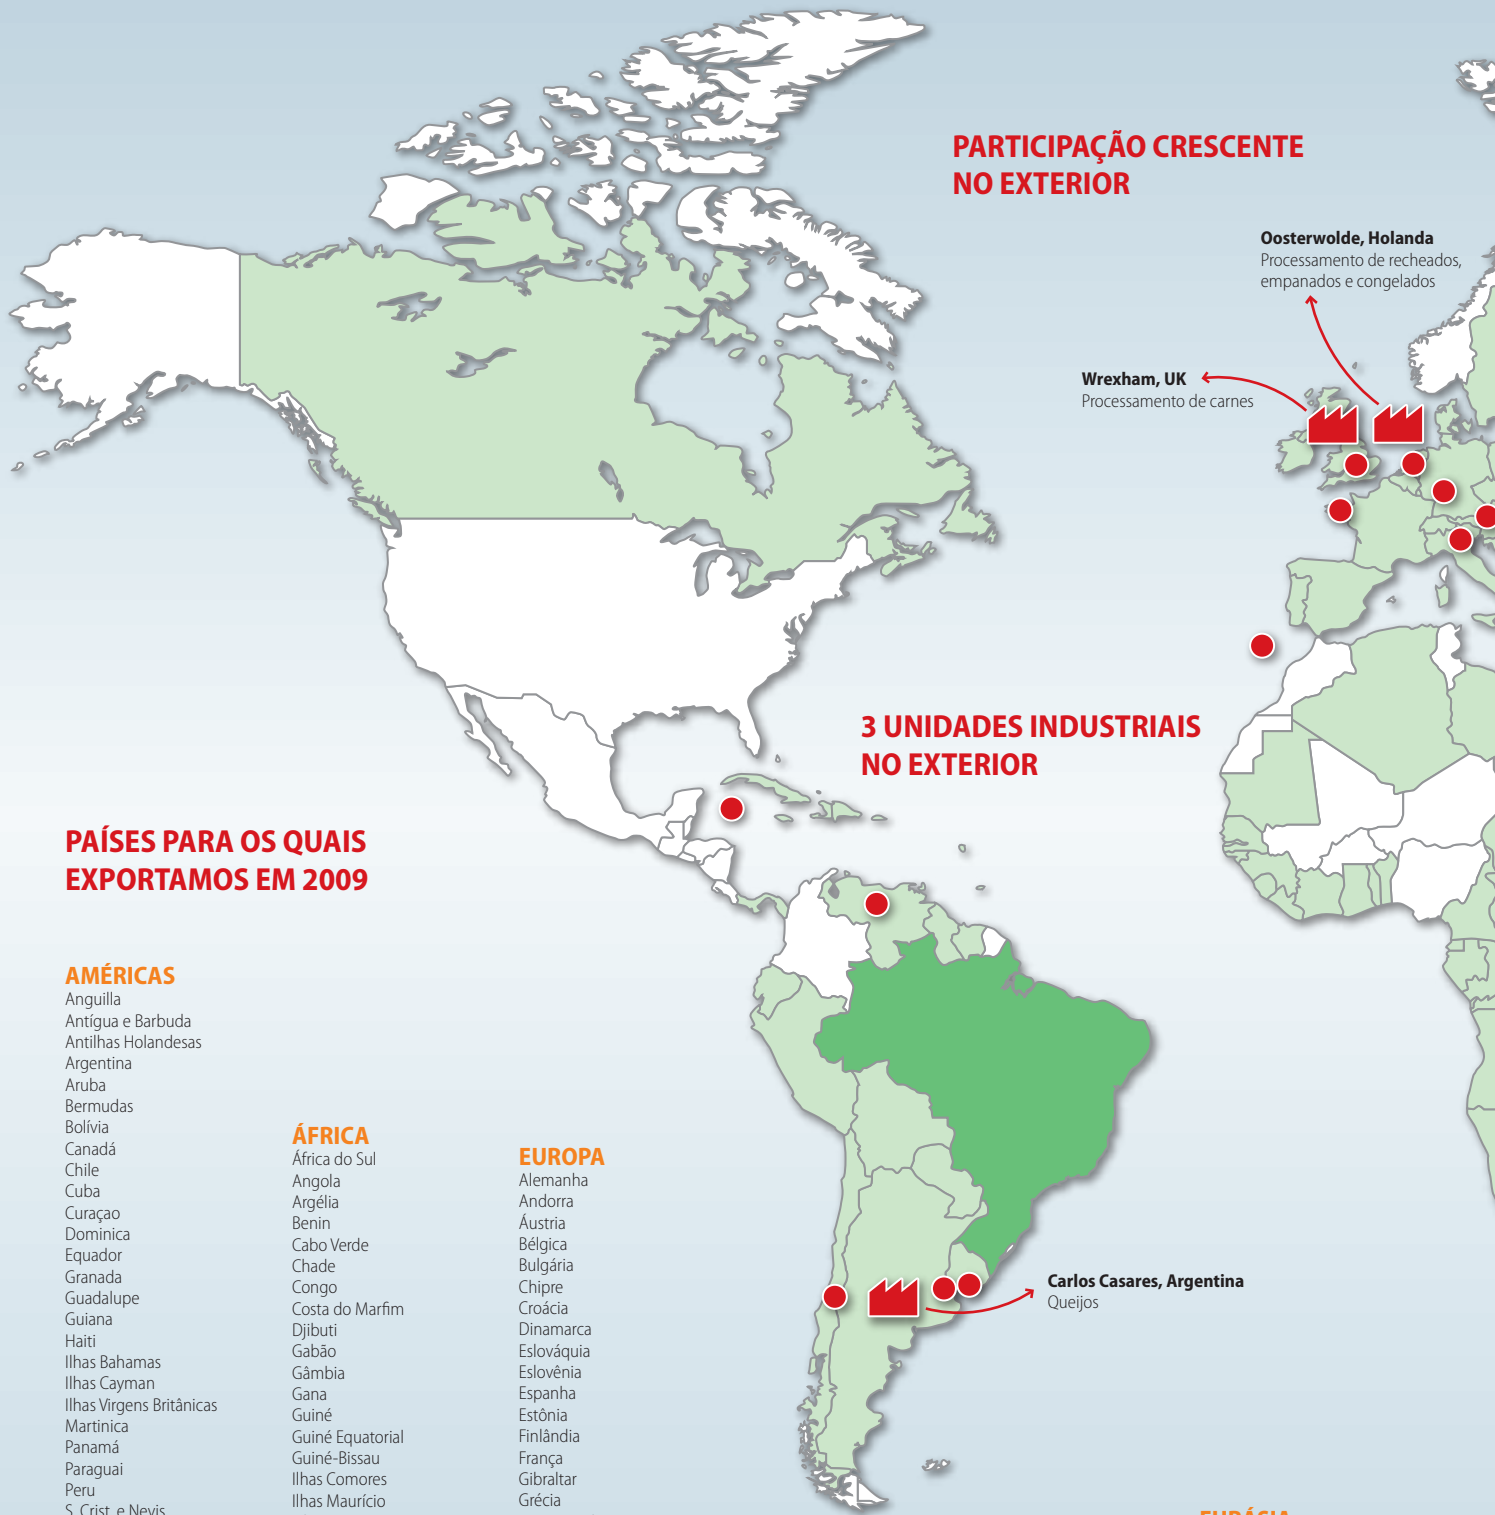 PARTICIPAÇÃO CRESCENTE
NO EXTERIOR
Oosterwolde, Holanda
Processamento de recheados,
empanados e congelados
Wrexham, UK
Processamento de carnes
3 UNIDADES INDUSTRIAIS
NO EXTERIOR
PAÍSES PARA OS QUAIS
EXPORTAMOS EM 2009
AMÉRICAS
Anguilla
Antígua e Barbuda
Antilhas Holandesas
Argentina
Aruba
Bermudas
Bolívia
Canadá
Chile
Cuba
Curaçao
Dominica
Equador
Granada
Guadalupe
Guiana
Haiti
Ilhas Bahamas
Ilhas Cayman
Ilhas Virgens Britânicas
Martinica
Panamá
Paraguai
Peru
S. Crist. e Nevis
ÁFRICA
África do Sul
Angola
Argélia
Benin
Cabo Verde
Chade
Congo
Costa do Marfim
Djibuti
Gabão
Gâmbia
Gana
Guiné
Guiné Equatorial
Guiné-Bissau
Ilhas Comores
Ilhas Maurício
EUROPA
Alemanha
Andorra
Áustria
Bélgica
Bulgária
Chipre
Croácia
Dinamarca
Eslováquia
Eslovênia
Espanha
Estônia
Finlândia
França
Gibraltar
Grécia
Carlos Casares, Argentina
Queijos
EURÁSIA